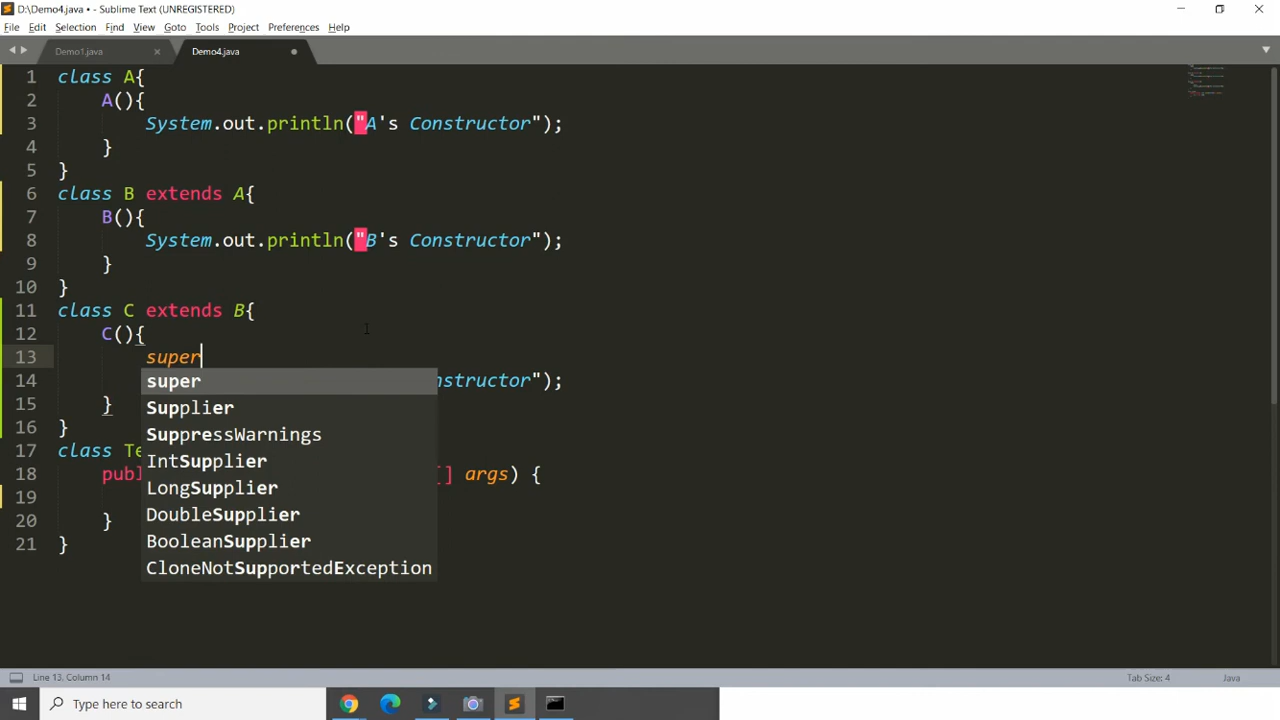 D:\Demo4.java • - Sublime Text (UNREGISTERED)
File Edit Selection Find View Goto Tools Project Preferences Help
Demo1.java Demo4.java
1 class A{
2 A(){
3 System.out.println("A's Constructor");
4 }
5 }
6 class B extends A{
7 B(){
8 System.out.println("B's Constructor");
9 }
10 }
11 class C extends B{
12 C(){
13 super
super
14 nstructor");
15 }
Supplier
16 }
SuppressWarnings
17 class Te
IntSupplier
18 publ [] args) {
LongSupplier
19
DoubleSupplier
20 }
BooleanSupplier
21 }
CloneNotSupportedException
Line 13, Column 14 Tab Size: 4 Java
Type here to search